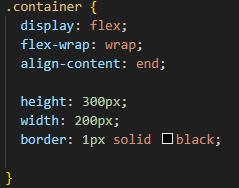 .container {
display: flex;
flex-wrap: wrap;
align-content: end;
height: 300px;
width: 200px;
border: 1px solid black;
}